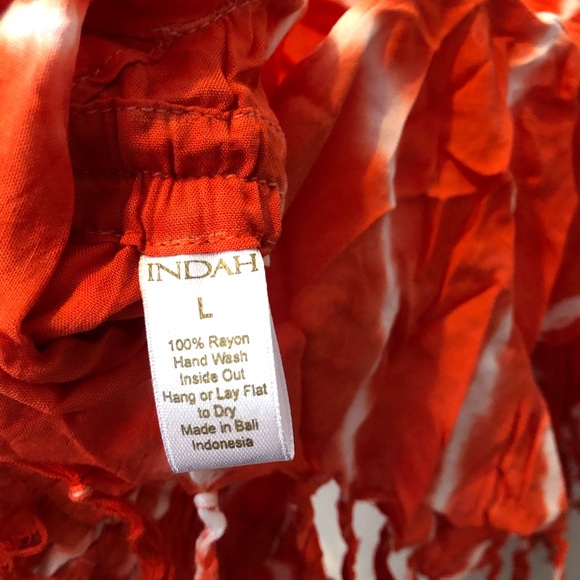 INDAH
L
100% Rayon
Hand Wash
Inside Out
Hang or Lay Flat
to Dry
Made in Bali
Indonesia